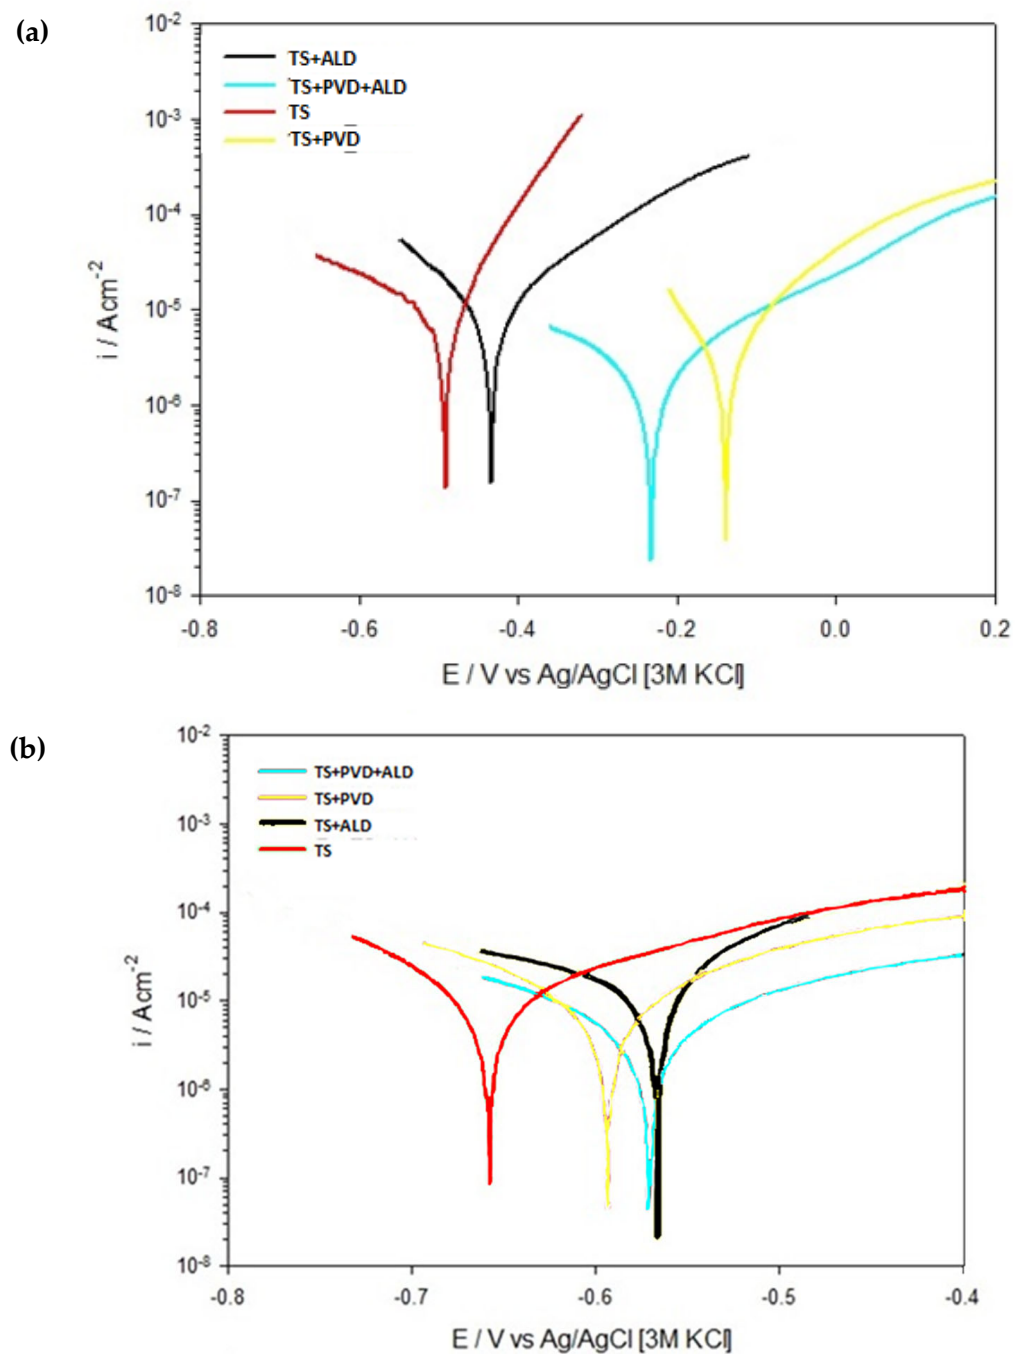 (a)
10⁻²
10⁻³
10⁻⁴
10⁻⁵
10⁻⁶
10⁻⁷
10⁻⁸
i / Acm⁻²
TS+ALD
TS+PVD+ALD
TS
TS+PVD
-0.8 -0.6 -0.4 -0.2 0.0 0.2
E / V vs Ag/AgCl [3M KCl]
(b)
10⁻²
10⁻³
10⁻⁴
10⁻⁵
10⁻⁶
10⁻⁷
10⁻⁸
i / Acm⁻²
TS+PVD+ALD
TS+PVD
TS+ALD
TS
-0.8 -0.7 -0.6 -0.5 -0.4
E / V vs Ag/AgCl [3M KCl]